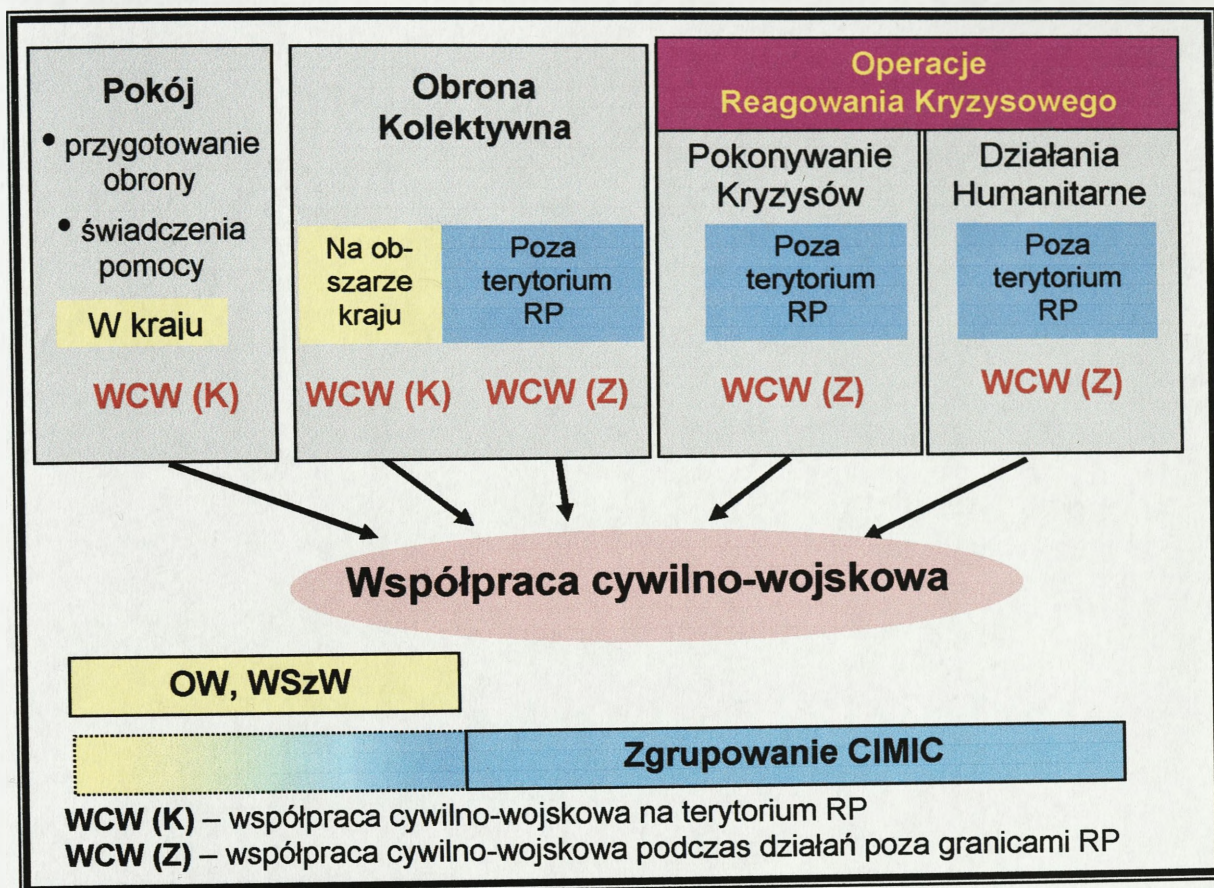 Pokój
• przygotowanie
obrony
• świadczenia
pomocy
W kraju
WCW (K)
Obrona
Kolektywna
Na ob-
szarze
kraju
Poza
terytorium
RP
WCW (K)
WCW (Z)
Operacje
Reagowania Kryzysowego
Pokonywanie
Kryzysów
Poza
terytorium
RP
WCW (Z)
Działania
Humanitarne
Poza
terytorium
RP
WCW (Z)
Współpraca cywilno-wojskowa
OW, WSzW
Zgrupowanie CIMIC
WCW (K) – współpraca cywilno-wojskowa na terytorium RP
WCW (Z) – współpraca cywilno-wojskowa podczas działań poza granicami RP